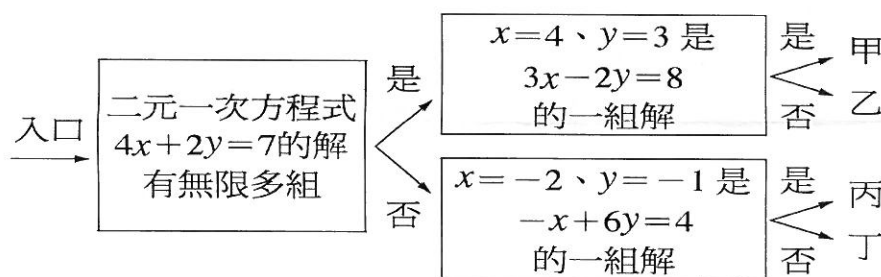 入口
二元一次方程式
4x+2y=7的解
有無限多組
是
否
x=4、y=3 是
3x-2y=8
的一組解
是
否
甲
乙
x=-2、y=-1 是
-x+6y=4
的一組解
是
否
丙
丁